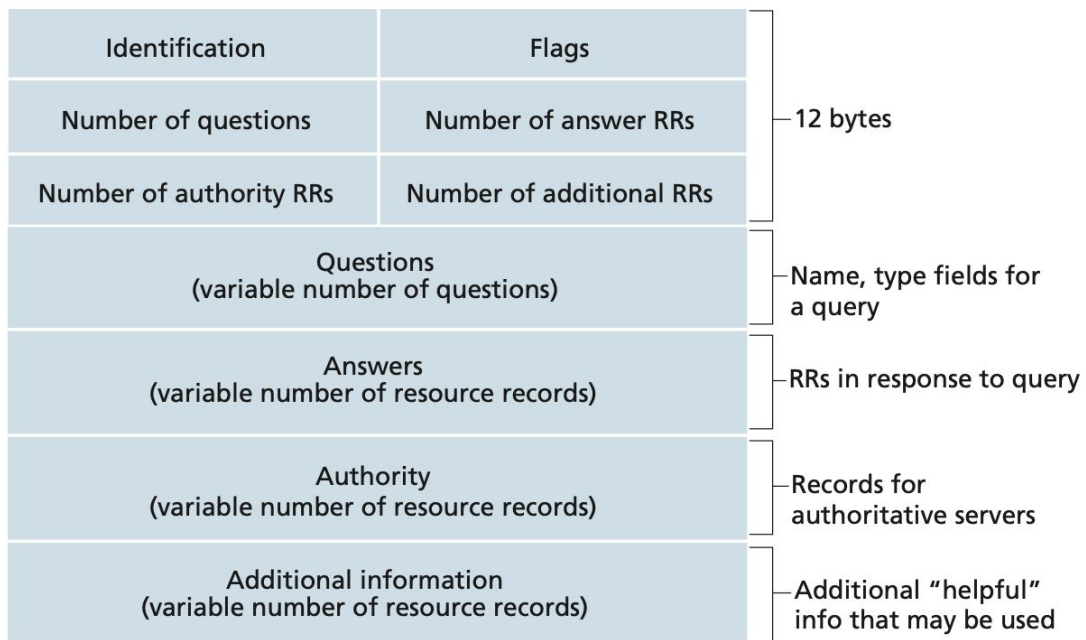 Identification
Flags
Number of questions
Number of answer RRs
12 bytes
Number of authority RRs
Number of additional RRs
Questions
(variable number of questions)
Name, type fields for
a query
Answers
(variable number of resource records)
RRs in response to query
Authority
(variable number of resource records)
Records for
authoritative servers
Additional information
(variable number of resource records)
Additional “helpful”
info that may be used